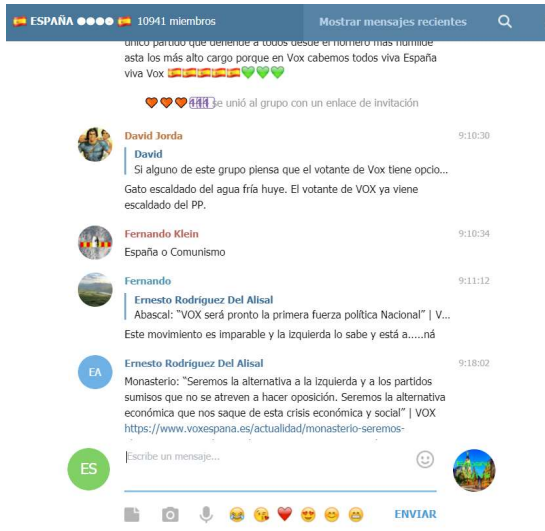 ESPAÑA 10941 miembros Mostrar mensajes recientes
único partido que defiende a todos desde el hornero más humilde
asta los más alto cargo porque en Vox cabemos todos viva España
viva Vox
444 se unió al grupo con un enlace de invitación
David Jorda 9:10:30
David
Si alguno de este grupo piensa que el votante de Vox tiene opcio...
Gato escaldado del agua fría huye. El votante de VOX ya viene
escaldado del PP.
Fernando Klein 9:10:34
España o Comunismo
Fernando 9:11:12
Ernesto Rodríguez Del Alisal
Abascal: “VOX será pronto la primera fuerza política Nacional” | V...
Este movimiento es imparable y la izquierda lo sabe y está a.....ná
EA
Ernesto Rodríguez Del Alisal 9:18:02
Monasterio: “Seremos la alternativa a la izquierda y a los partidos
sumisos que no se atreven a hacer oposición. Seremos la alternativa
económica que nos saque de esta crisis económica y social” | VOX
https://www.voxespana.es/actualidad/monasterio-seremos-
ES
Escribe un mensaje...
ENVIAR